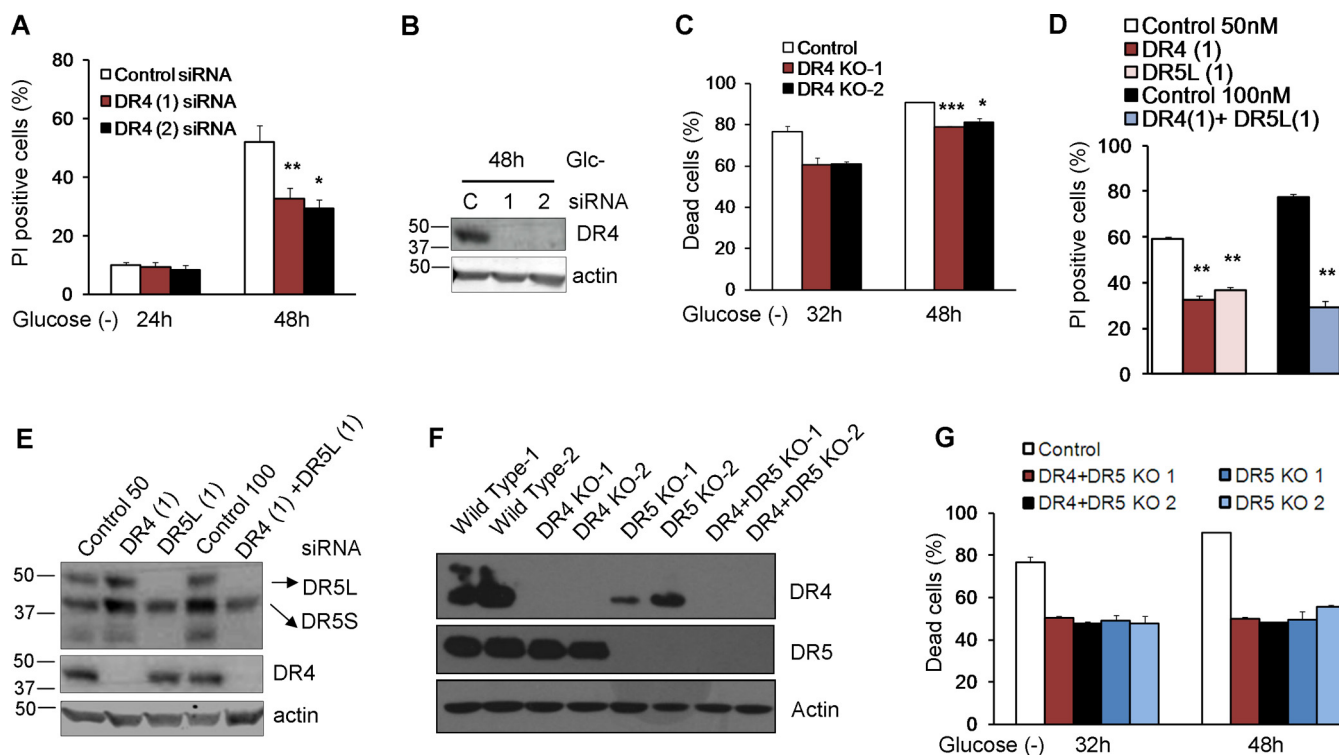 A
PI positive cells (%)
80
60
40
20
0
Control siRNA
DR4 (1) siRNA
DR4 (2) siRNA
**
*
Glucose (-)
24h
48h
B
48h
Glc-
C 1 2 siRNA
50
37
DR4
50
actin
C
Control
DR4 KO-1
DR4 KO-2
Dead cells (%)
100
80
60
40
20
0
***
*
Glucose (-)
32h
48h
D
Control 50nM
DR4 (1)
DR5L (1)
Control 100nM
DR4(1)+ DR5L(1)
PI positive cells (%)
100
80
60
40
20
0
**
**
**
E
Control 50
DR4 (1)
DR5L (1)
Control 100
DR4 (1) +DR5L (1)
siRNA
50
37
DR5L
DR5S
50
37
DR4
50
actin
F
Wild Type-1
Wild Type-2
DR4 KO-1
DR4 KO-2
DR5 KO-1
DR5 KO-2
DR4+DR5 KO-1
DR4+DR5 KO-2
DR4
DR5
Actin
G
Control
DR4+DR5 KO 1
DR5 KO 1
DR4+DR5 KO 2
DR5 KO 2
Dead cells (%)
100
80
60
40
20
0
Glucose (-)
32h
48h